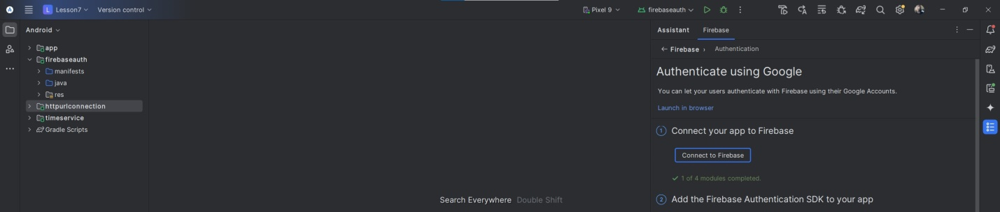 L Lesson7 Version control Pixel 9 firebaseauth
Android
app
firebaseauth
manifests
java
res
httpurlconnection
timeservice
Gradle Scripts
Search Everywhere Double Shift
Assistant Firebase
← Firebase › Authentication
Authenticate using Google
You can let your users authenticate with Firebase using their Google Accounts.
Launch in browser
1 Connect your app to Firebase
Connect to Firebase
✓ 1 of 4 modules completed.
2 Add the Firebase Authentication SDK to your app